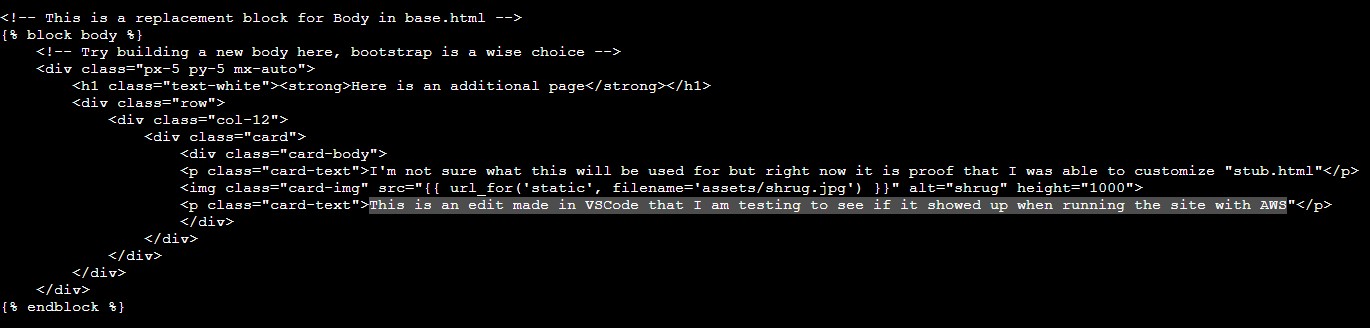 <!-- This is a replacement block for Body in base.html -->
{% block body %}
    <!-- Try building a new body here, bootstrap is a wise choice -->
    <div class="px-5 py-5 mx-auto">
        <h1 class="text-white"><strong>Here is an additional page</strong></h1>
        <div class="row">
            <div class="col-12">
                <div class="card">
                    <div class="card-body">
                    <p class="card-text">I'm not sure what this will be used for but right now it is proof that I was able to customize "stub.html"</p>
                    <img class="card-img" src="{{ url_for('static', filename='assets/shrug.jpg') }}" alt="shrug" height="1000">
                    <p class="card-text">This is an edit made in VSCode that I am testing to see if it showed up when running the site with AWS"</p>
                    </div>
                </div>
            </div>
        </div>
    </div>
{% endblock %}